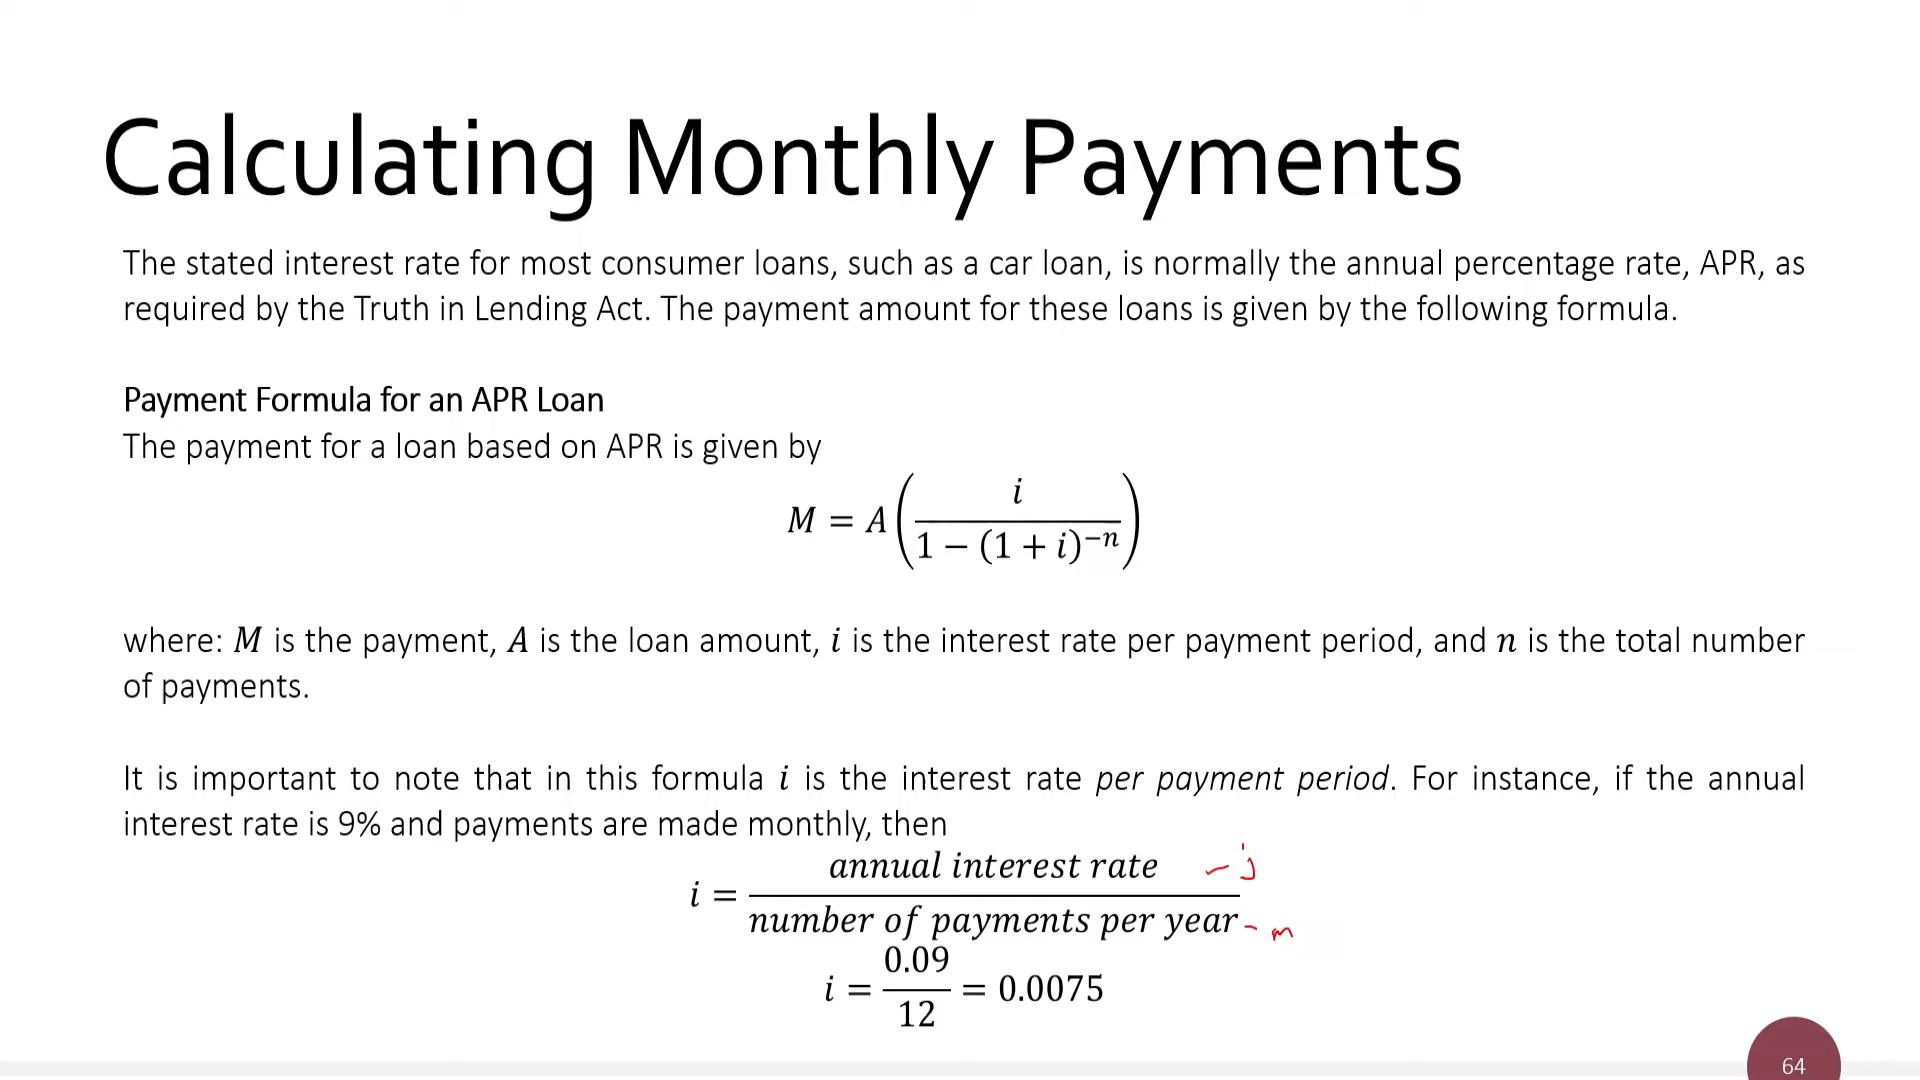 Calculating Monthly Payments
The stated interest rate for most consumer loans, such as a car loan, is normally the annual percentage rate, APR, as
required by the Truth in Lending Act. The payment amount for these loans is given by the following formula.
Payment Formula for an APR Loan
The payment for a loan based on APR is given by
M = A(i / (1 − (1 + i)^−n))
where: M is the payment, A is the loan amount, i is the interest rate per payment period, and n is the total number
of payments.
It is important to note that in this formula i is the interest rate per payment period. For instance, if the annual
interest rate is 9% and payments are made monthly, then
i = annual interest rate – j
number of payments per year – m
i = 0.09 / 12 = 0.0075
64